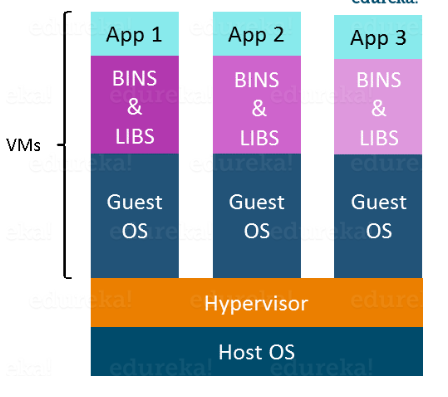 edureka!
App 1
App 2
App 3
BINS
&
LIBS
BINS
&
LIBS
BINS
&
LIBS
VMs
Guest
OS
Guest
OS
Guest
OS
Hypervisor
Host OS